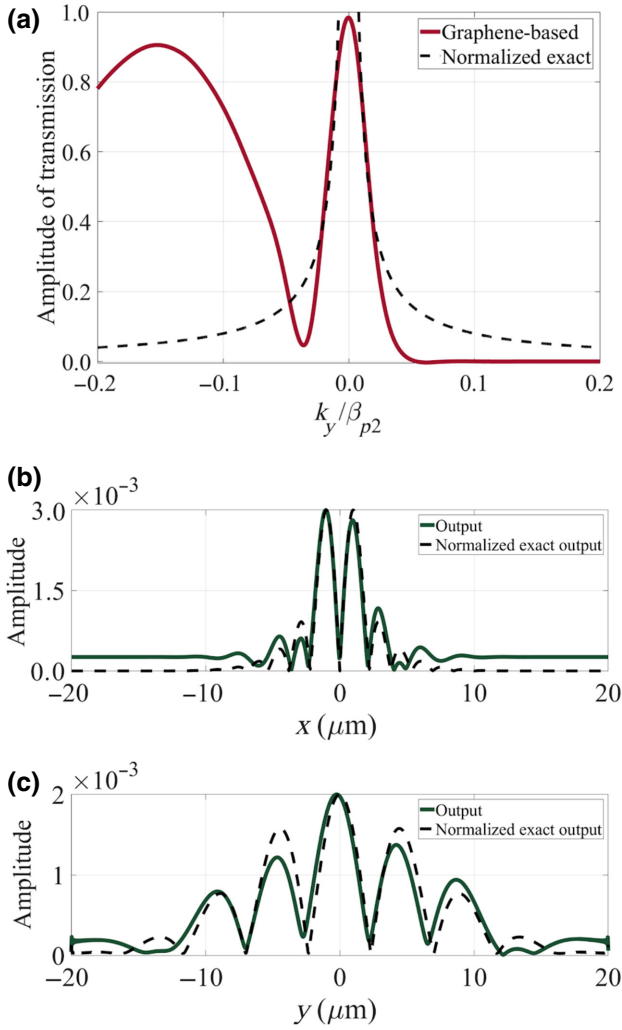 (a)
1.0
0.8
0.6
0.4
0.2
0.0
Amplitude of transmission
Graphene-based
Normalized exact
−0.2
−0.1
0.0
0.1
0.2
k_y/β_{p2}
(b)
×10⁻³
3.0
1.5
0.0
Amplitude
Output
Normalized exact output
−20
−10
0
10
20
x (μm)
(c)
×10⁻³
2
1
0
Amplitude
Output
Normalized exact output
−20
−10
0
10
20
y (μm)